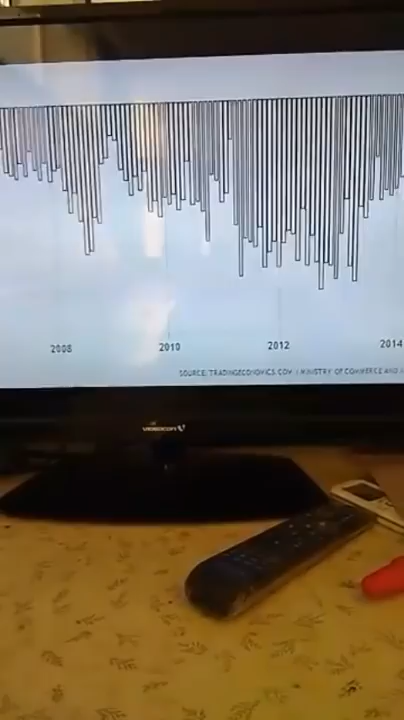 2008 2010 2012 2014
SOURCE: TRADINGECONOMICS.COM | MINISTRY OF COMMERCE AND
VIDEOCON